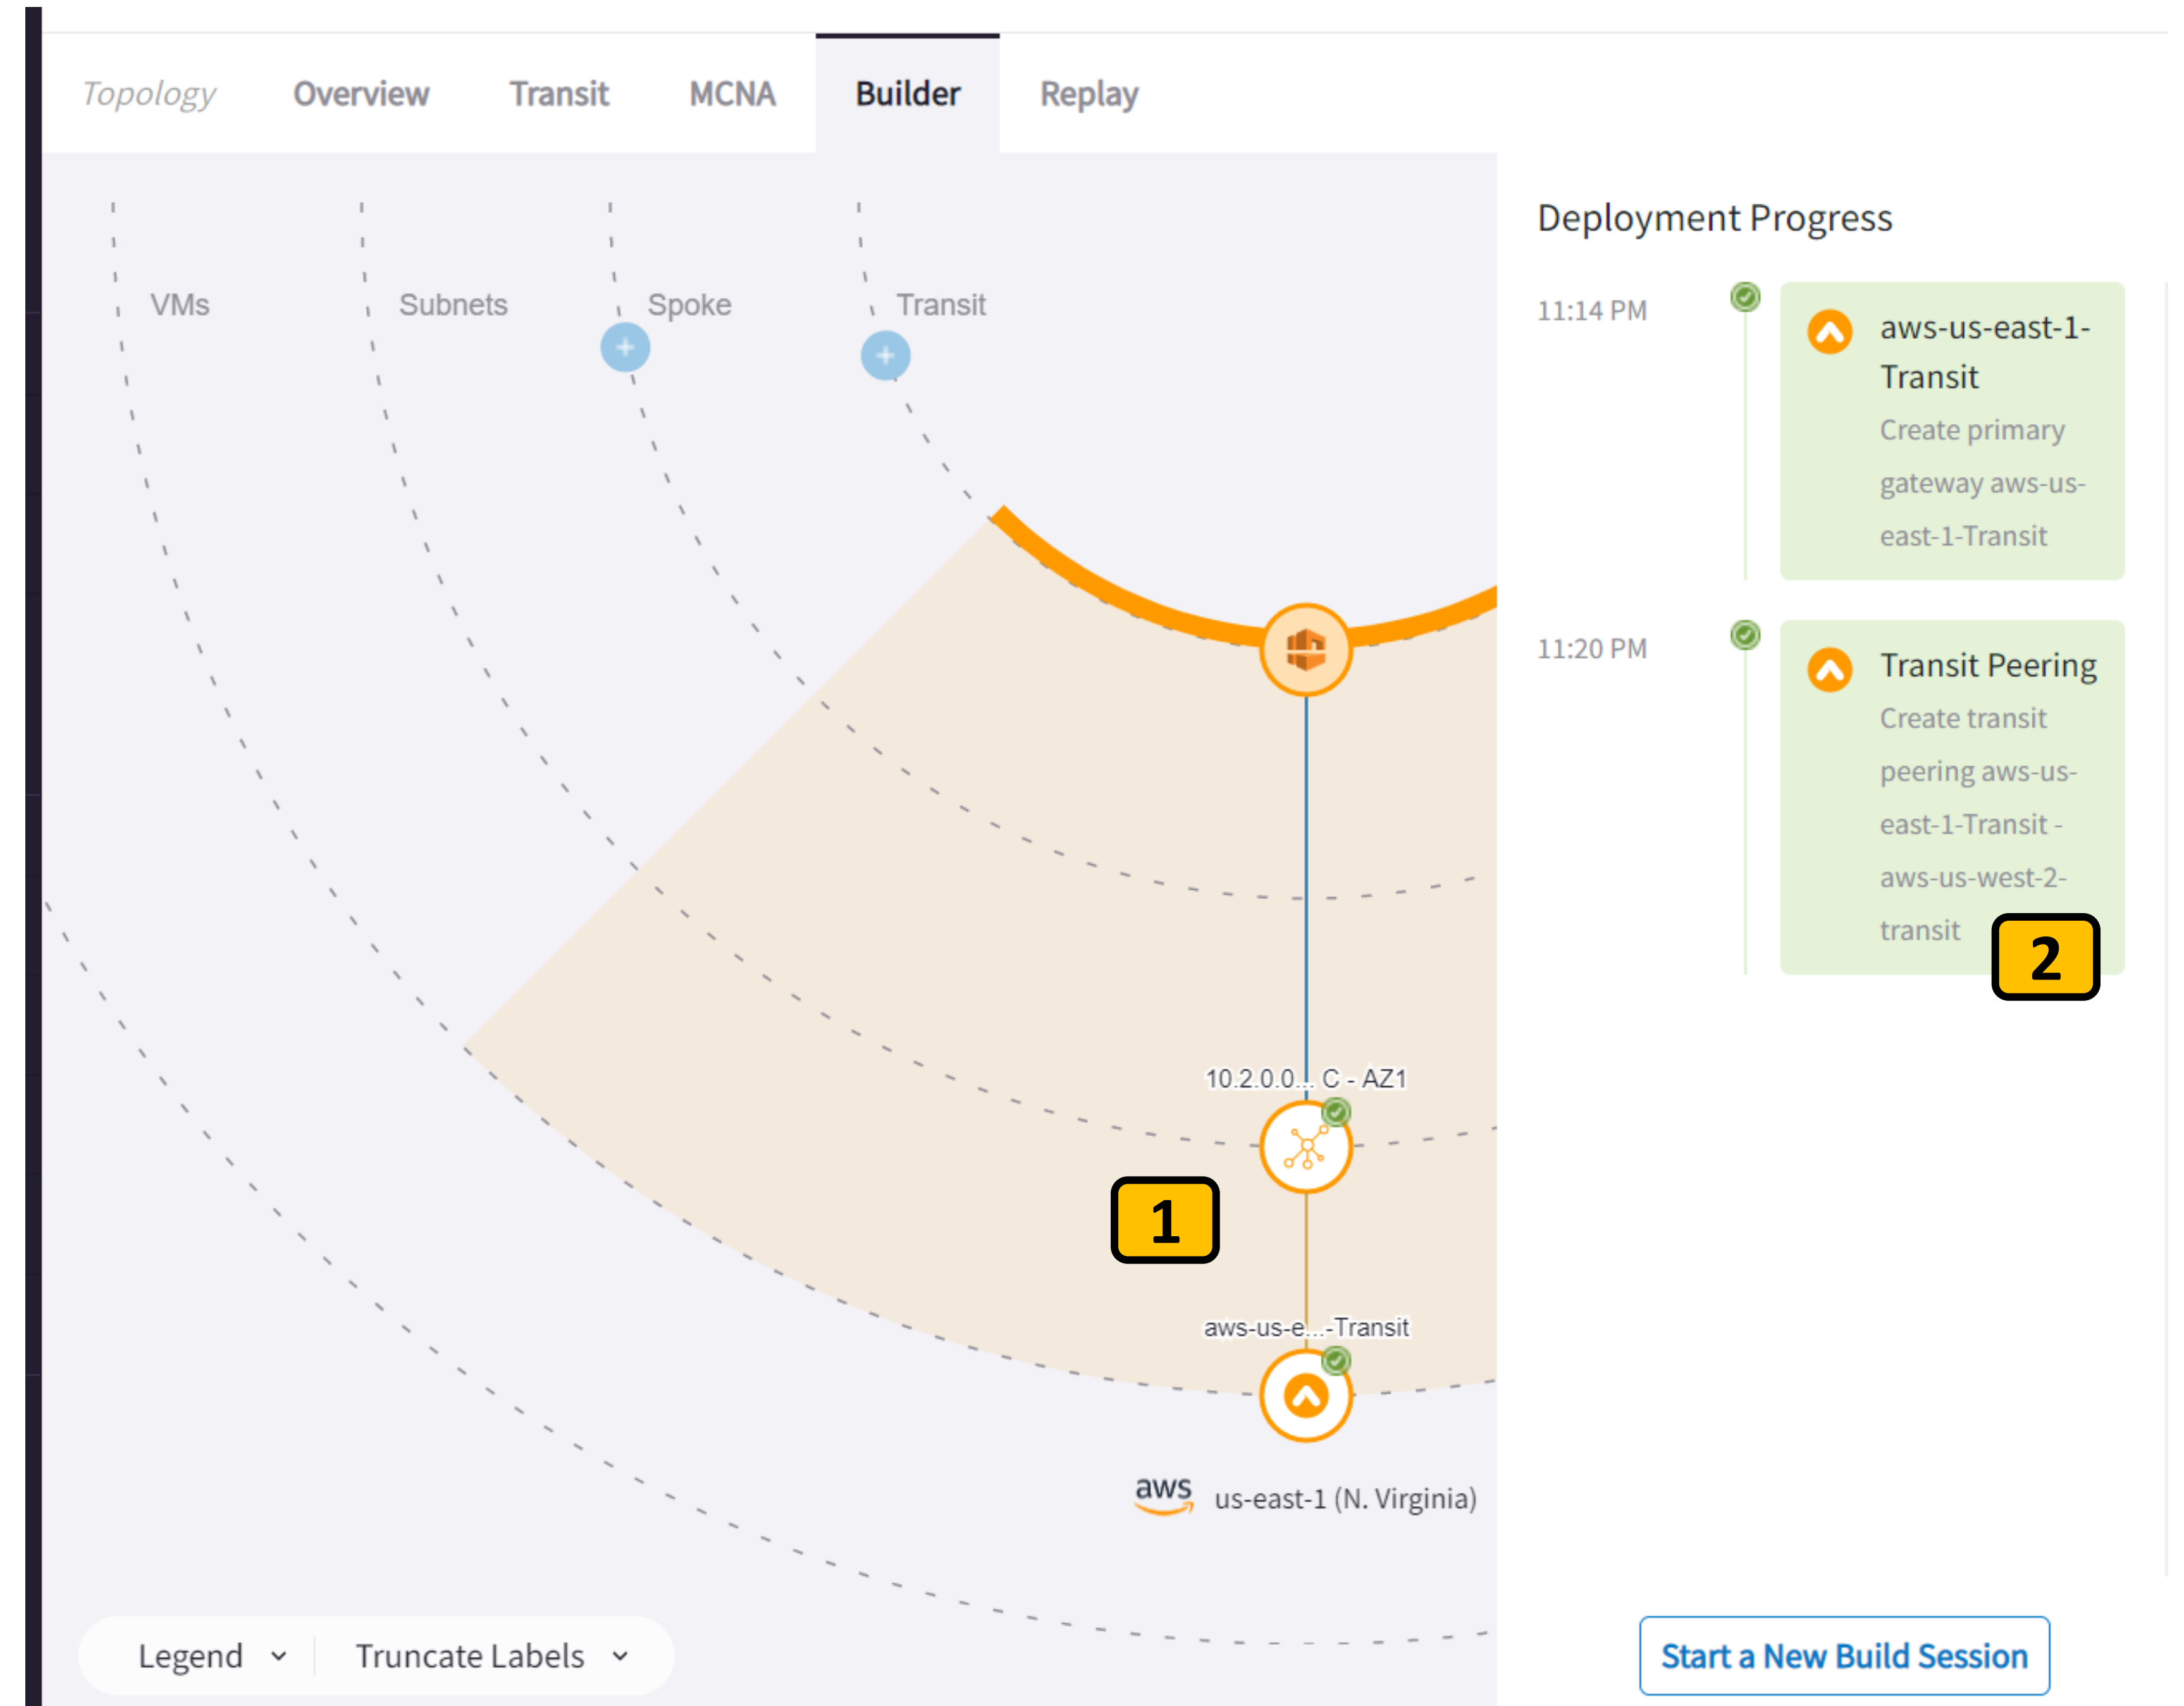 Topology Overview Transit MCNA Builder Replay
VMs Subnets Spoke Transit
10.2.0.0... C - AZ1
1
aws-us-e...-Transit
aws us-east-1 (N. Virginia)
Legend Truncate Labels
Deployment Progress
11:14 PM
aws-us-east-1-
Transit
Create primary
gateway aws-us-
east-1-Transit
11:20 PM
Transit Peering
Create transit
peering aws-us-
east-1-Transit -
aws-us-west-2-
transit
2
Start a New Build Session